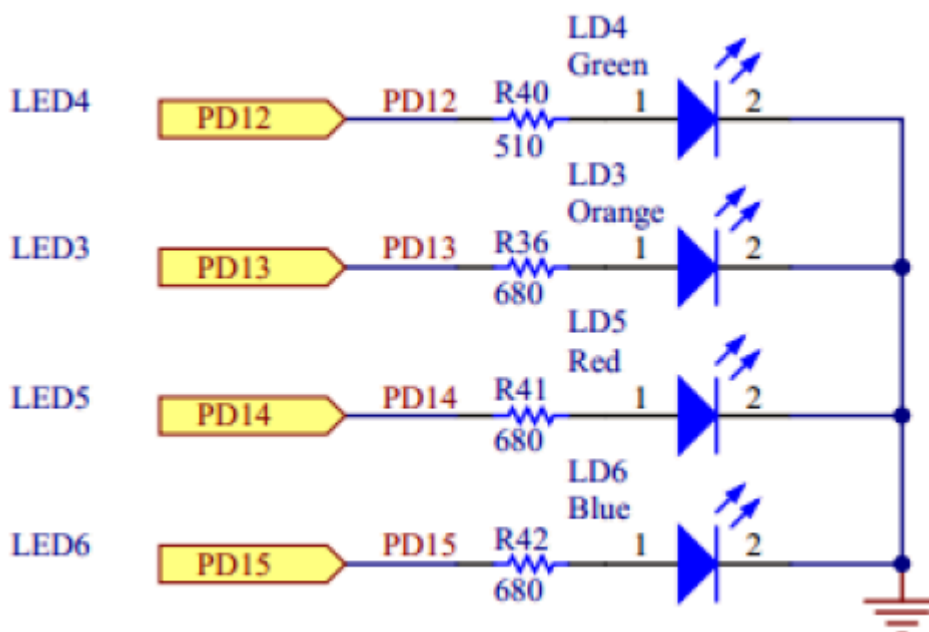 LD4
Green
LED4 PD12 PD12 R40 1 2
510
LD3
Orange
LED3 PD13 PD13 R36 1 2
680
LD5
Red
LED5 PD14 PD14 R41 1 2
680
LD6
Blue
LED6 PD15 PD15 R42 1 2
680